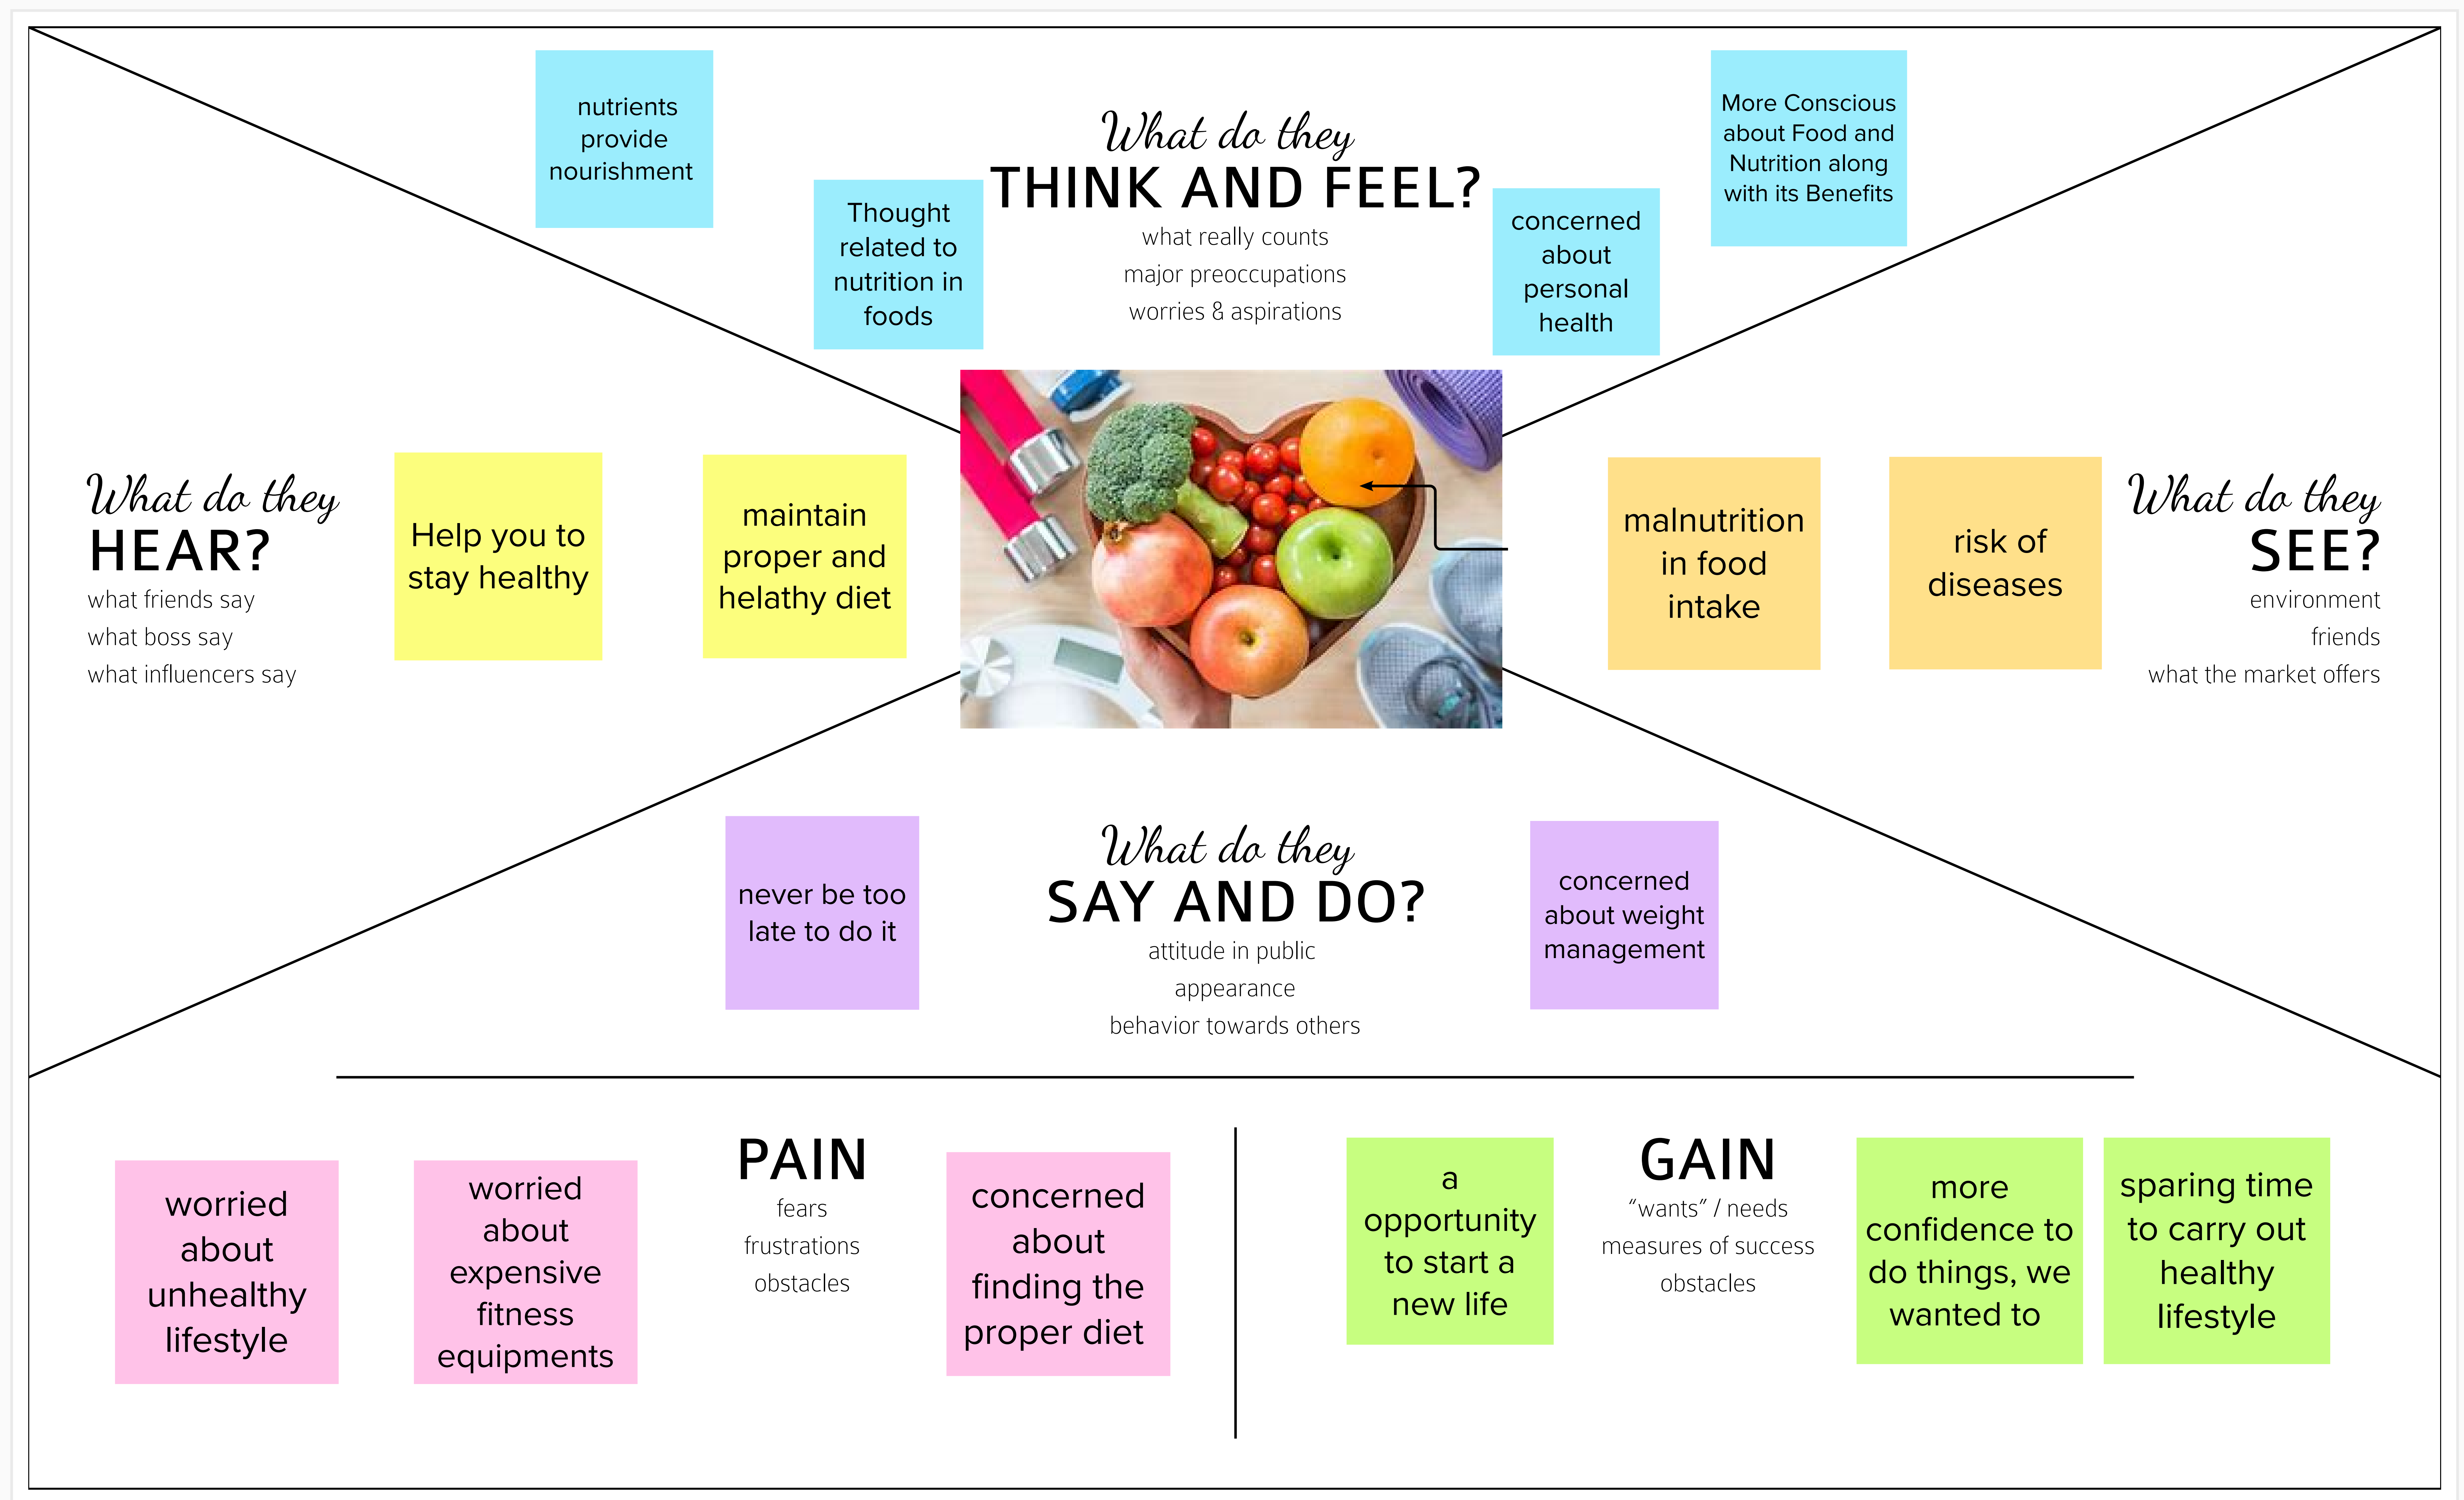 nutrients
provide
nourishment
Thought
related to
nutrition in
foods
What do they
THINK AND FEEL?
what really counts
major preoccupations
worries & aspirations
concerned
about
personal
health
More Conscious
about Food and
Nutrition along
with its Benefits
What do they
HEAR?
what friends say
what boss say
what influencers say
Help you to
stay healthy
maintain
proper and
helathy diet
malnutrition
in food
intake
risk of
diseases
What do they
SEE?
environment
friends
what the market offers
never be too
late to do it
What do they
SAY AND DO?
attitude in public
appearance
behavior towards others
concerned
about weight
management
worried
about
unhealthy
lifestyle
worried
about
expensive
fitness
equipments
PAIN
fears
frustrations
obstacles
concerned
about
finding the
proper diet
a
opportunity
to start a
new life
GAIN
“wants” / needs
measures of success
obstacles
more
confidence to
do things, we
wanted to
sparing time
to carry out
healthy
lifestyle